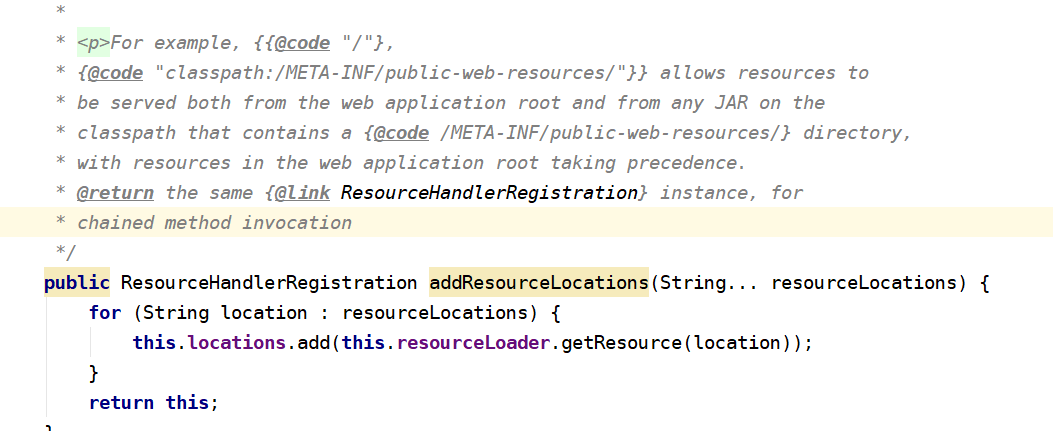 *
* <p>For example, {{@code "/"},
* {@code "classpath:/META-INF/public-web-resources/"}} allows resources to
* be served both from the web application root and from any JAR on the
* classpath that contains a {@code /META-INF/public-web-resources/} directory,
* with resources in the web application root taking precedence.
* @return the same {@link ResourceHandlerRegistration} instance, for
* chained method invocation
*/
public ResourceHandlerRegistration addResourceLocations(String... resourceLocations) {
for (String location : resourceLocations) {
this.locations.add(this.resourceLoader.getResource(location));
}
return this;
}